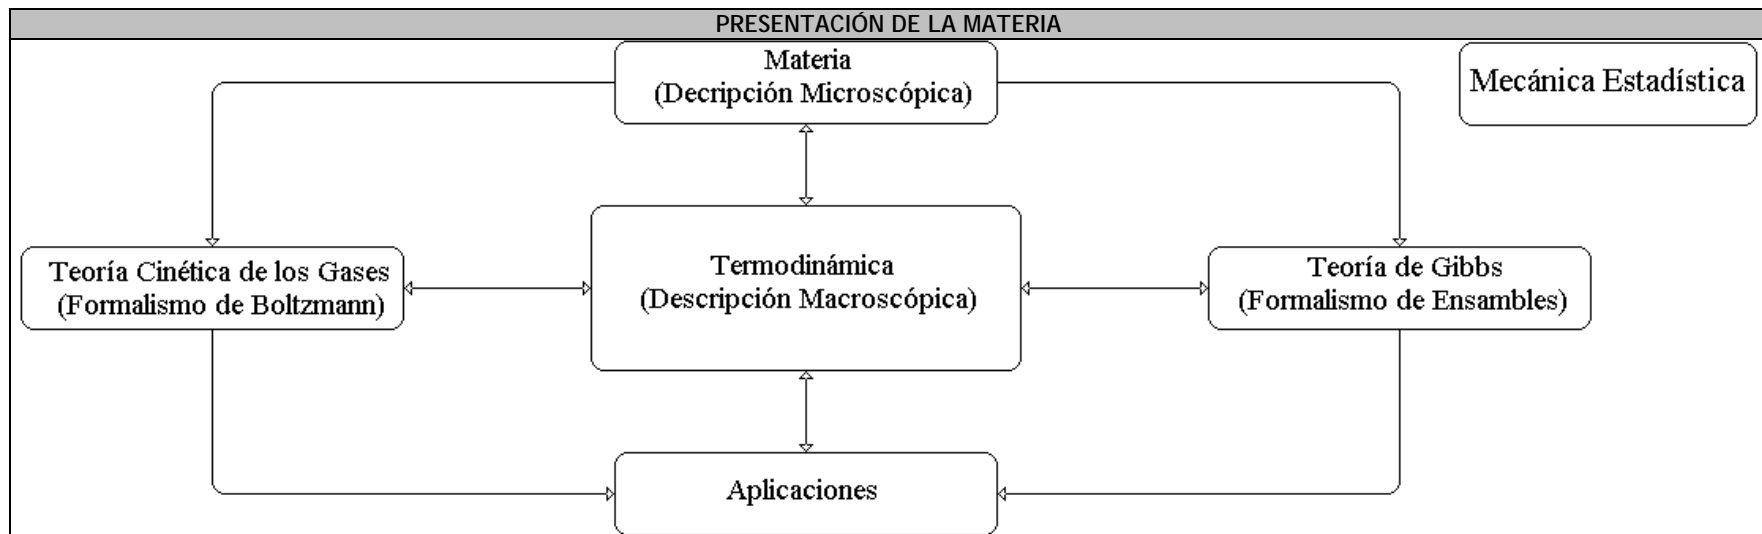 PRESENTACIÓN DE LA MATERIA
Materia
(Decripción Microscópica)
Mecánica Estadística
Teoría Cinética de los Gases
(Formalismo de Boltzmann)
Termodinámica
(Descripción Macroscópica)
Teoría de Gibbs
(Formalismo de Ensambles)
Aplicaciones